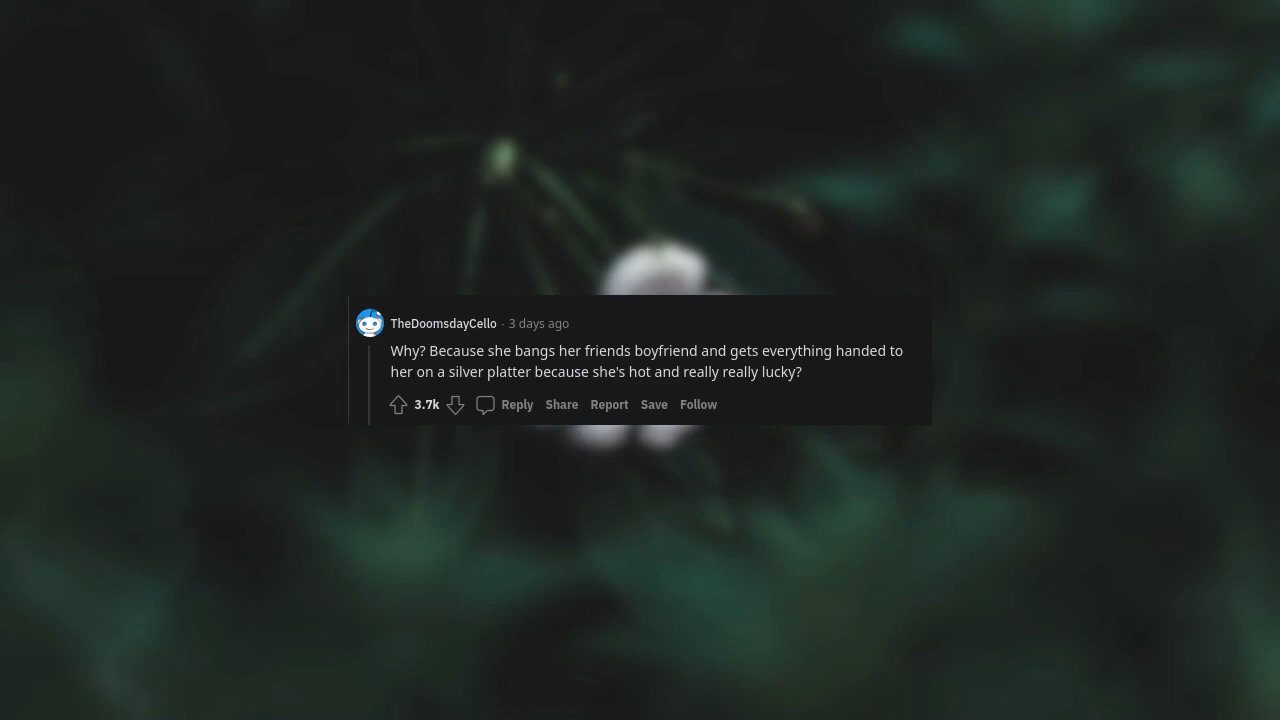 TheDoomsdayCello · 3 days ago
Why? Because she bangs her friends boyfriend and gets everything handed to
her on a silver platter because she's hot and really really lucky?
3.7k Reply Share Report Save Follow